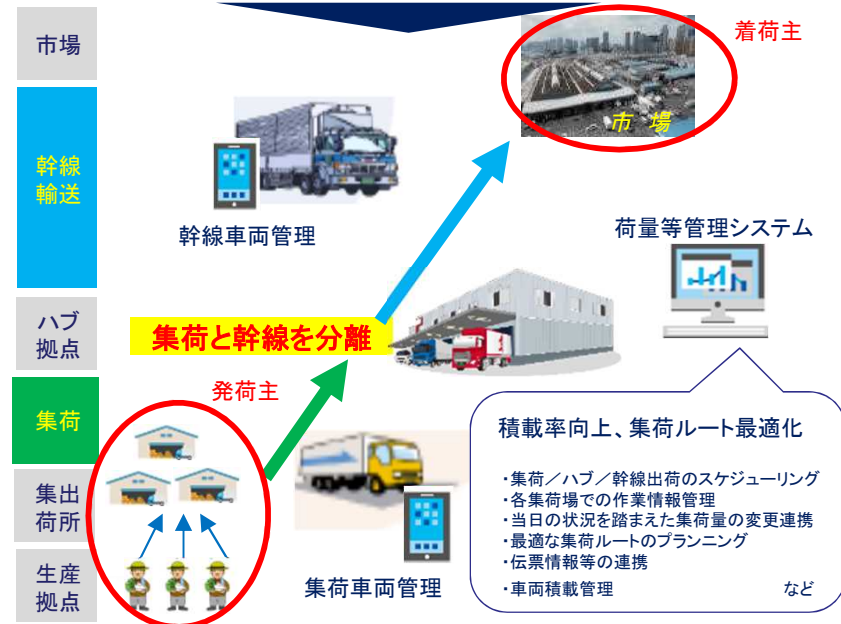 市場
着荷主
市 場
幹線
輸送
幹線車両管理
荷量等管理システム
ハブ
拠点
集荷と幹線を分離
発荷主
集荷
積載率向上、集荷ルート最適化
・集荷／ハブ／幹線出荷のスケジューリング
・各集荷場での作業情報管理
・当日の状況を踏まえた集荷量の変更連携
・最適な集荷ルートのプランニング
・伝票情報等の連携
・車両積載管理 など
集出
荷所
生産
拠点
集荷車両管理